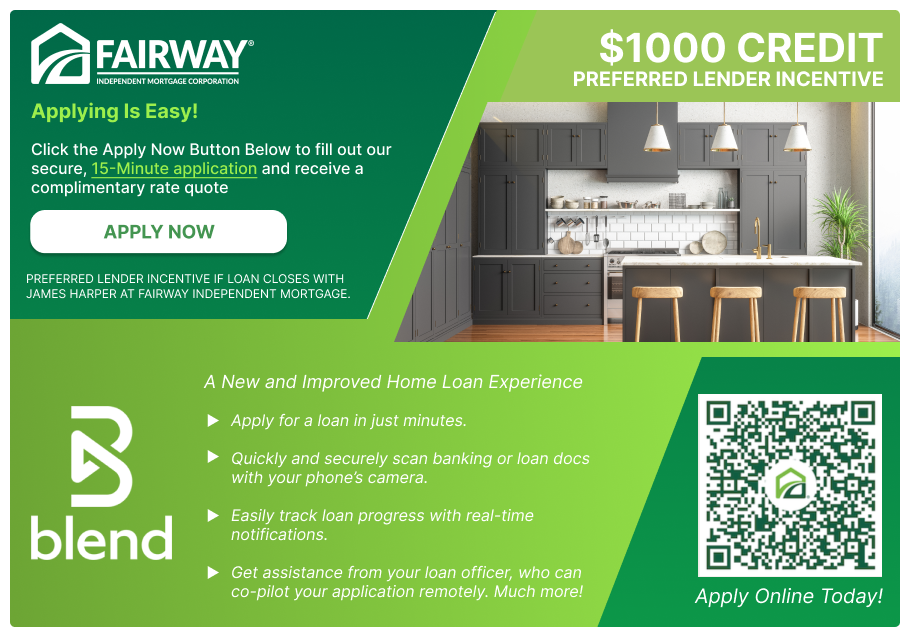 FAIRWAY®
INDEPENDENT MORTGAGE CORPORATION
Applying Is Easy!
Click the Apply Now Button Below to fill out our
secure, 15-Minute application and receive a
complimentary rate quote
APPLY NOW
PREFERRED LENDER INCENTIVE IF LOAN CLOSES WITH
JAMES HARPER AT FAIRWAY INDEPENDENT MORTGAGE.
$1000 CREDIT
PREFERRED LENDER INCENTIVE
blend
A New and Improved Home Loan Experience
Apply for a loan in just minutes.
Quickly and securely scan banking or loan docs
with your phone’s camera.
Easily track loan progress with real-time
notifications.
Get assistance from your loan officer, who can
co-pilot your application remotely. Much more!
Apply Online Today!